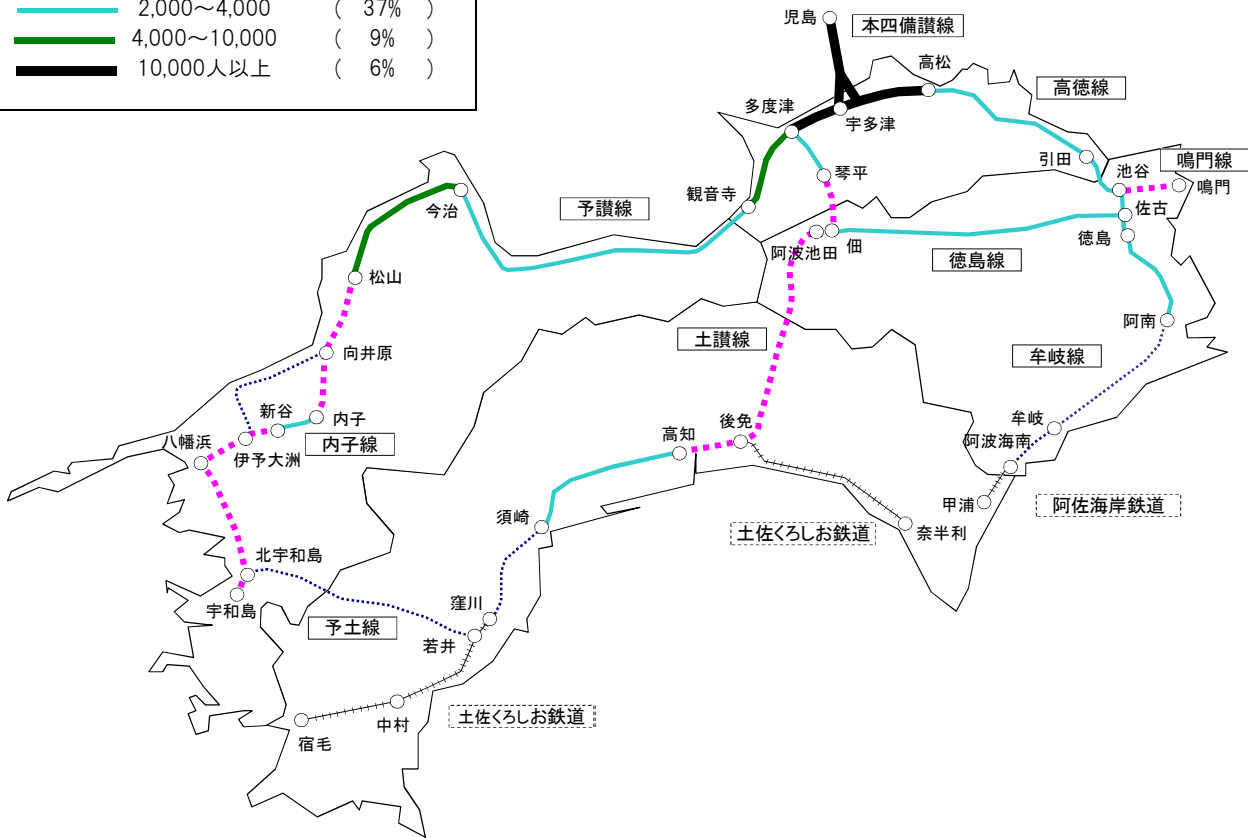 2,000～4,000 ( 37% )
4,000～10,000 ( 9% )
10,000人以上 ( 6% )
児島
本四備讃線
高松
高徳線
多度津
宇多津
引田
池谷
鳴門線
鳴門
琴平
今治
予讃線
観音寺
佐古
徳島
阿波池田
佃
徳島線
松山
阿南
土讃線
向井原
牟岐線
新谷
内子
牟岐
八幡浜
伊予大洲
内子線
高知
後免
阿波海南
甲浦
阿佐海岸鉄道
須崎
土佐くろしお鉄道
奈半利
北宇和島
宇和島
窪川
予土線
若井
中村
土佐くろしお鉄道
宿毛